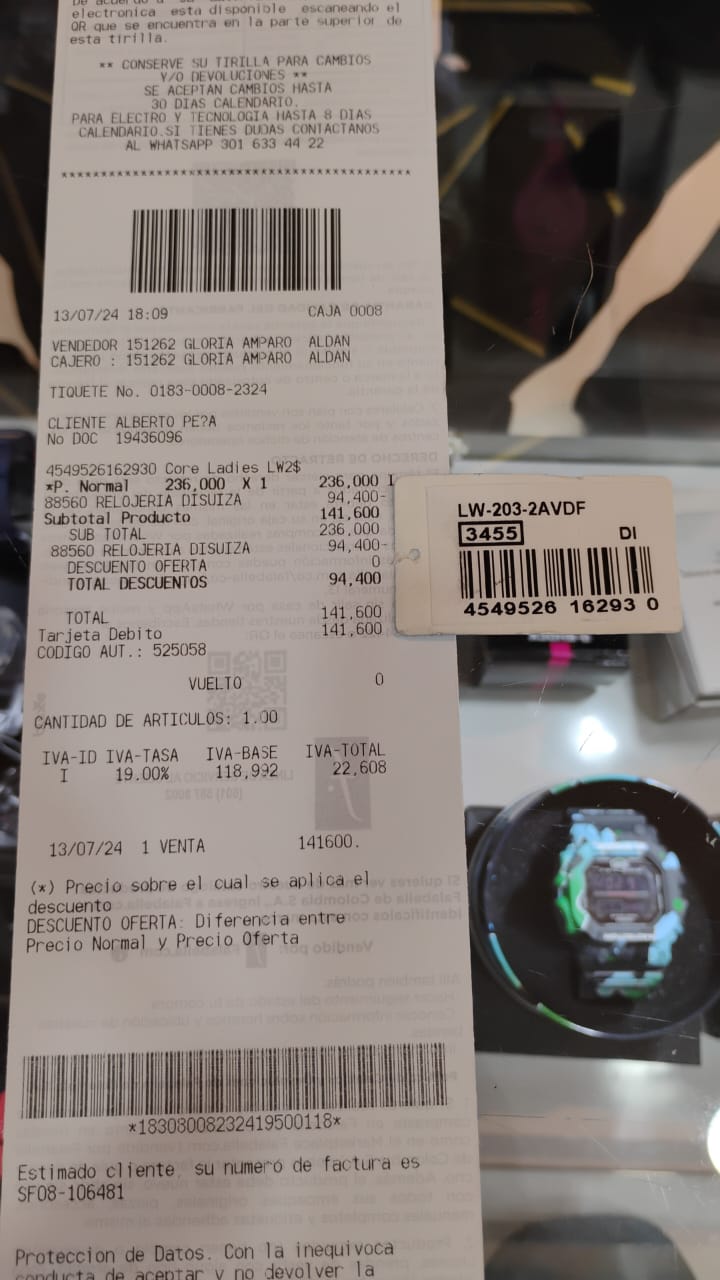 De acuerdo a su
electronica esta disponible escaneando el
QR que se encuentra en la parte superior de
esta tirilla.
** CONSERVE SU TIRILLA PARA CAMBIOS
Y/O DEVOLUCIONES **
SE ACEPTAN CAMBIOS HASTA
30 DIAS CALENDARIO.
PARA ELECTRO Y TECNOLOGIA HASTA 8 DIAS
CALENDARIO.SI TIENES DUDAS CONTACTANOS
AL WHATSAPP 301 633 44 22
******************************************
13/07/24 18:09 CAJA 0008
VENDEDOR 151262 GLORIA AMPARO ALDAN
CAJERO : 151262 GLORIA AMPARO ALDAN
TIQUETE No. 0183-0008-2324
CLIENTE ALBERTO PE?A
No DOC 19436096
4549526162930 Core Ladies LW2$
*P. Normal 236,000 X 1 236,000 I
88560 RELOJERIA DISUIZA 94,400-
Subtotal Producto 141,600
SUB TOTAL 236,000
88560 RELOJERIA DISUIZA 94,400-
DESCUENTO OFERTA 0
TOTAL DESCUENTOS 94,400
TOTAL 141,600
Tarjeta Debito 141,600
CODIGO AUT.: 525058
VUELTO 0
CANTIDAD DE ARTICULOS: 1.00
IVA-ID IVA-TASA IVA-BASE IVA-TOTAL
I 19.00% 118,992 22,608
13/07/24 1 VENTA 141600.
(*) Precio sobre el cual se aplica el
descuento
DESCUENTO OFERTA: Diferencia entre
Precio Normal y Precio Oferta
*18308008232419500118*
Estimado cliente, su numero de factura es
SF08-106481
Proteccion de Datos. Con la inequivoca
conducta de aceptar y no devolver la
LW-203-2AVDF
3455 DI
4549526 16293 0